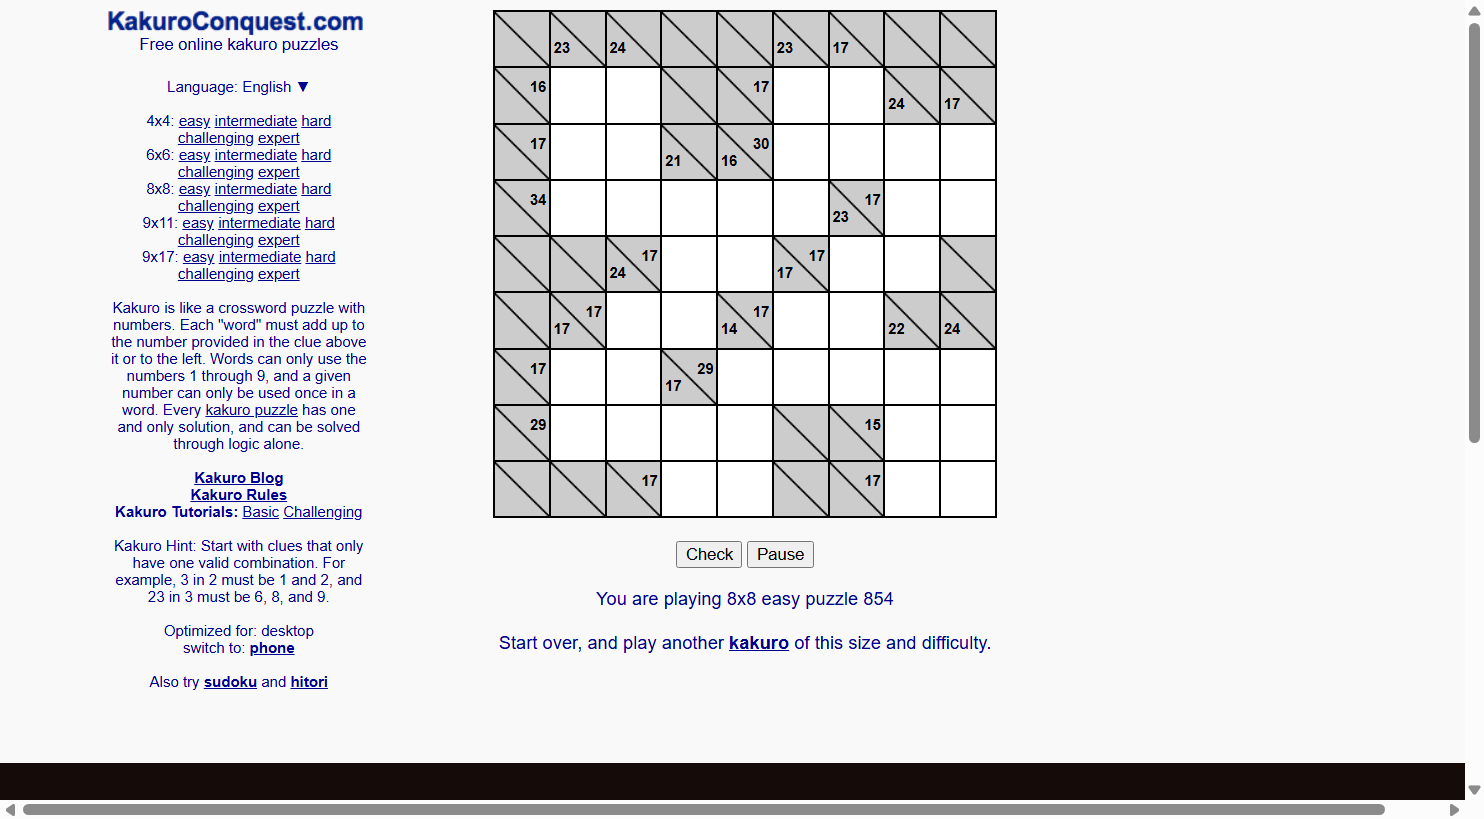 KakuroConquest.com
Free online kakuro puzzles
Language: English ▼
4x4: easy intermediate hard
challenging expert
6x6: easy intermediate hard
challenging expert
8x8: easy intermediate hard
challenging expert
9x11: easy intermediate hard
challenging expert
9x17: easy intermediate hard
challenging expert
Kakuro is like a crossword puzzle with
numbers. Each "word" must add up to
the number provided in the clue above
it or to the left. Words can only use the
numbers 1 through 9, and a given
number can only be used once in a
word. Every kakuro puzzle has one
and only solution, and can be solved
through logic alone.
Kakuro Blog
Kakuro Rules
Kakuro Tutorials: Basic Challenging
Kakuro Hint: Start with clues that only
have one valid combination. For
example, 3 in 2 must be 1 and 2, and
23 in 3 must be 6, 8, and 9.
Optimized for: desktop
switch to: phone
Also try sudoku and hitori
23 24 23 17
16 17 24 17
17 21 30 16
34 17 23
17 24 17 17
17 17 17 14 22 24
17 29 17
29 15
17 17
Check Pause
You are playing 8x8 easy puzzle 854
Start over, and play another kakuro of this size and difficulty.